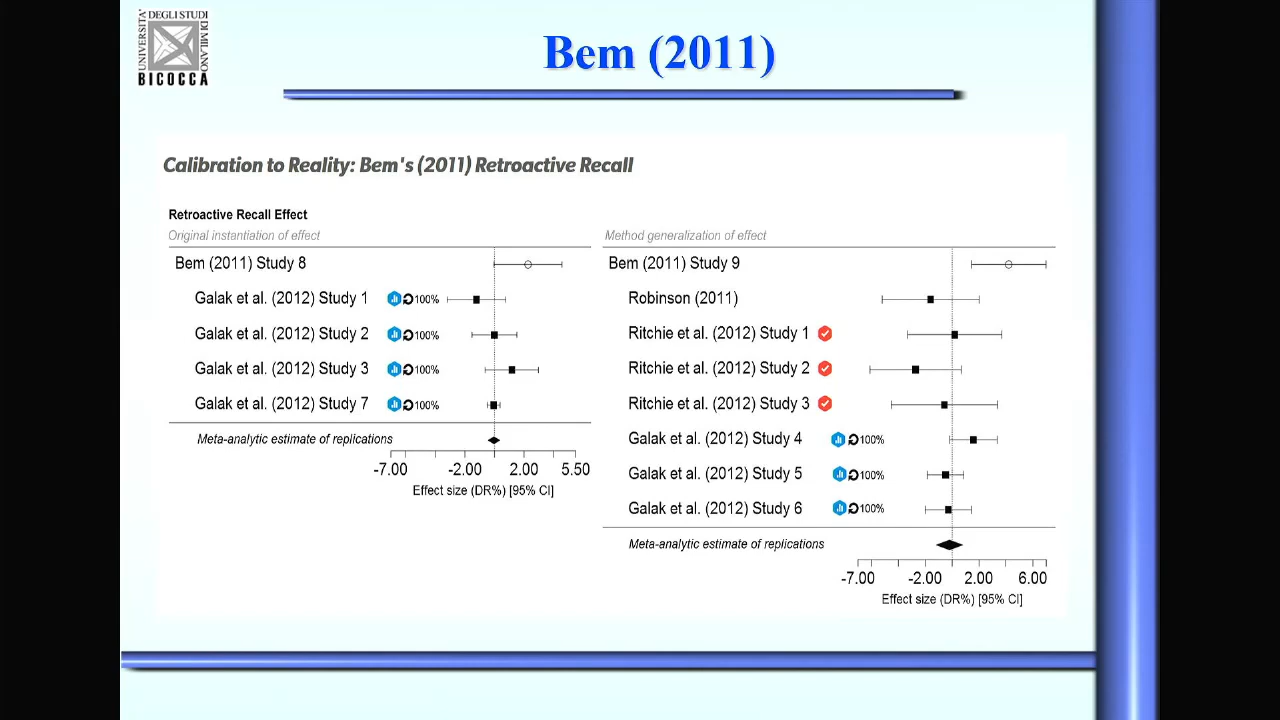 UNIVERSITA' DEGLI STUDI DI MILANO
BICOCCA
Bem (2011)
Calibration to Reality: Bem's (2011) Retroactive Recall
Retroactive Recall Effect
Original instantiation of effect
Bem (2011) Study 8
Galak et al. (2012) Study 1 100%
Galak et al. (2012) Study 2 100%
Galak et al. (2012) Study 3 100%
Galak et al. (2012) Study 7 100%
Meta-analytic estimate of replications
-7.00 -2.00 2.00 5.50
Effect size (DR%) [95% CI]
Method generalization of effect
Bem (2011) Study 9
Robinson (2011)
Ritchie et al. (2012) Study 1
Ritchie et al. (2012) Study 2
Ritchie et al. (2012) Study 3
Galak et al. (2012) Study 4 100%
Galak et al. (2012) Study 5 100%
Galak et al. (2012) Study 6 100%
Meta-analytic estimate of replications
-7.00 -2.00 2.00 6.00
Effect size (DR%) [95% CI]